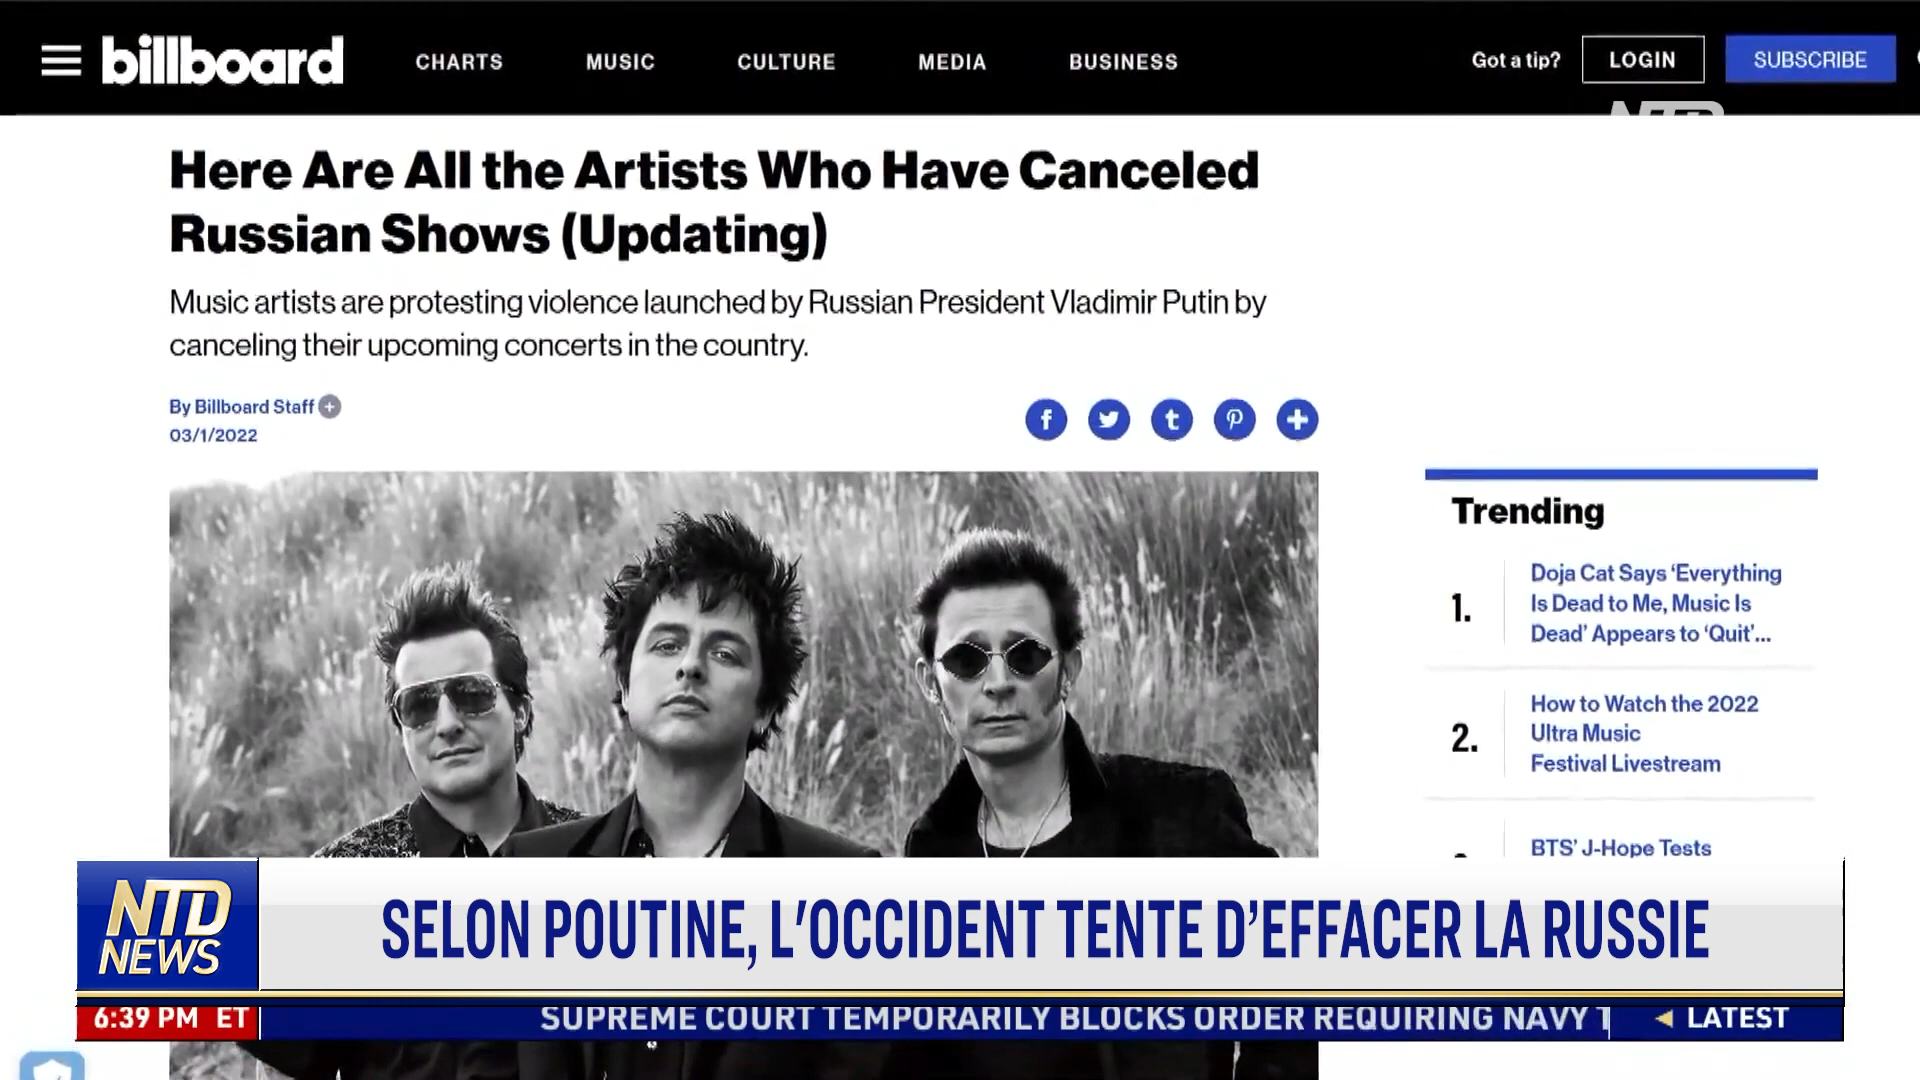 billboard
CHARTS
MUSIC
CULTURE
MEDIA
BUSINESS
Got a tip?
LOGIN
SUBSCRIBE
NTD
Here Are All the Artists Who Have Canceled
Russian Shows (Updating)
Music artists are protesting violence launched by Russian President Vladimir Putin by
canceling their upcoming concerts in the country.
By Billboard Staff +
03/1/2022
Trending
1.
Doja Cat Says ‘Everything
Is Dead to Me, Music Is
Dead’ Appears to ‘Quit’...
2.
How to Watch the 2022
Ultra Music
Festival Livestream
BTS’ J-Hope Tests
NTD
NEWS
SELON POUTINE, L'OCCIDENT TENTE D’EFFACER LA RUSSIE
6:39 PM ET
SUPREME COURT TEMPORARILY BLOCKS ORDER REQUIRING NAVY
LATEST